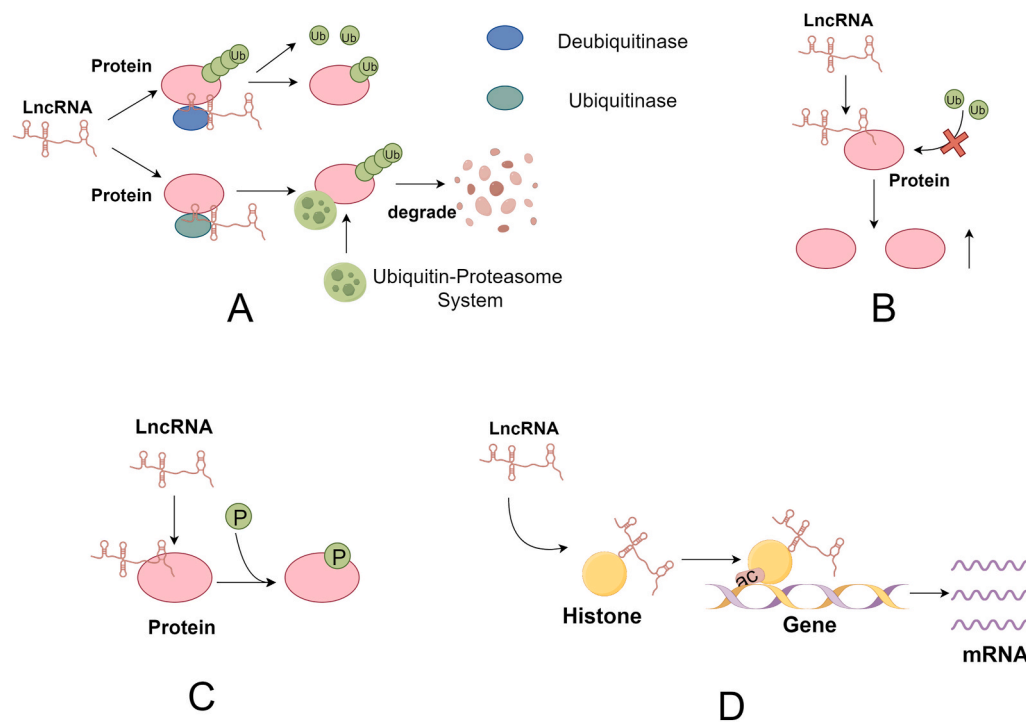 LncRNA
Protein
Ub
Ub
Ub
Ub
Protein
Ub
degrade
Ubiquitin-Proteasome
System
Deubiquitinase
Ubiquitinase
A
LncRNA
Ub
Ub
Protein
B
LncRNA
P
P
Protein
C
LncRNA
Histone
ac
Gene
mRNA
D